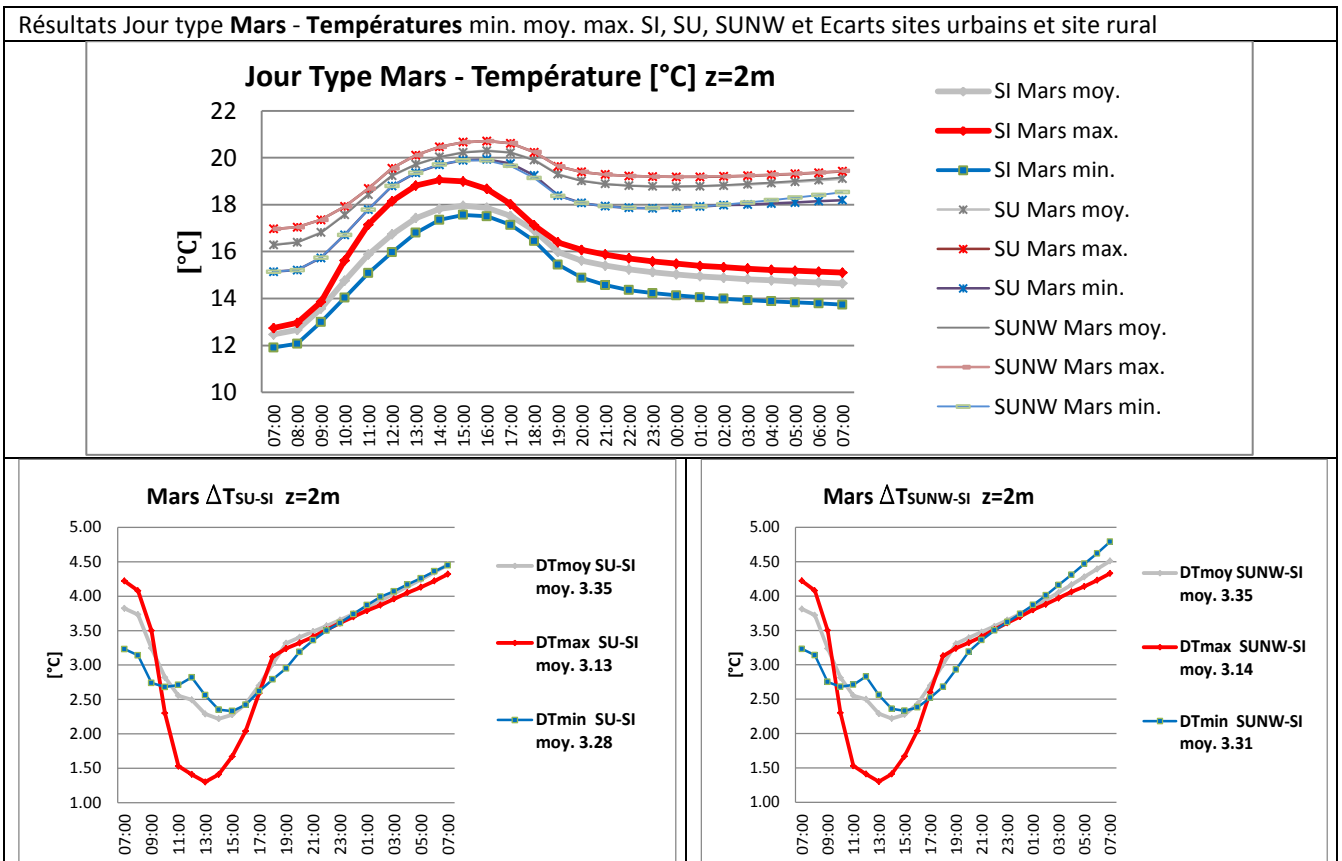 Résultats Jour type Mars - Températures min. moy. max. SI, SU, SUNW et Ecarts sites urbains et site rural
Jour Type Mars - Température [°C] z=2m
[°C]
22
20
18
16
14
12
10
07:00 08:00 09:00 10:00 11:00 12:00 13:00 14:00 15:00 16:00 17:00 18:00 19:00 20:00 21:00 22:00 23:00 00:00 01:00 02:00 03:00 04:00 05:00 06:00 07:00
SI Mars moy.
SI Mars max.
SI Mars min.
SU Mars moy.
SU Mars max.
SU Mars min.
SUNW Mars moy.
SUNW Mars max.
SUNW Mars min.
Mars ΔTSU-SI z=2m
[°C]
5.00
4.50
4.00
3.50
3.00
2.50
2.00
1.50
1.00
07:00 09:00 11:00 13:00 15:00 17:00 19:00 21:00 23:00 01:00 03:00 05:00 07:00
DTmoy SU-SI
moy. 3.35
DTmax SU-SI
moy. 3.13
DTmin SU-SI
moy. 3.28
Mars ΔTSUNW-SI z=2m
[°C]
5.00
4.50
4.00
3.50
3.00
2.50
2.00
1.50
1.00
07:00 09:00 11:00 13:00 15:00 17:00 19:00 21:00 23:00 01:00 03:00 05:00 07:00
DTmoy SUNW-SI
moy. 3.35
DTmax SUNW-SI
moy. 3.14
DTmin SUNW-SI
moy. 3.31